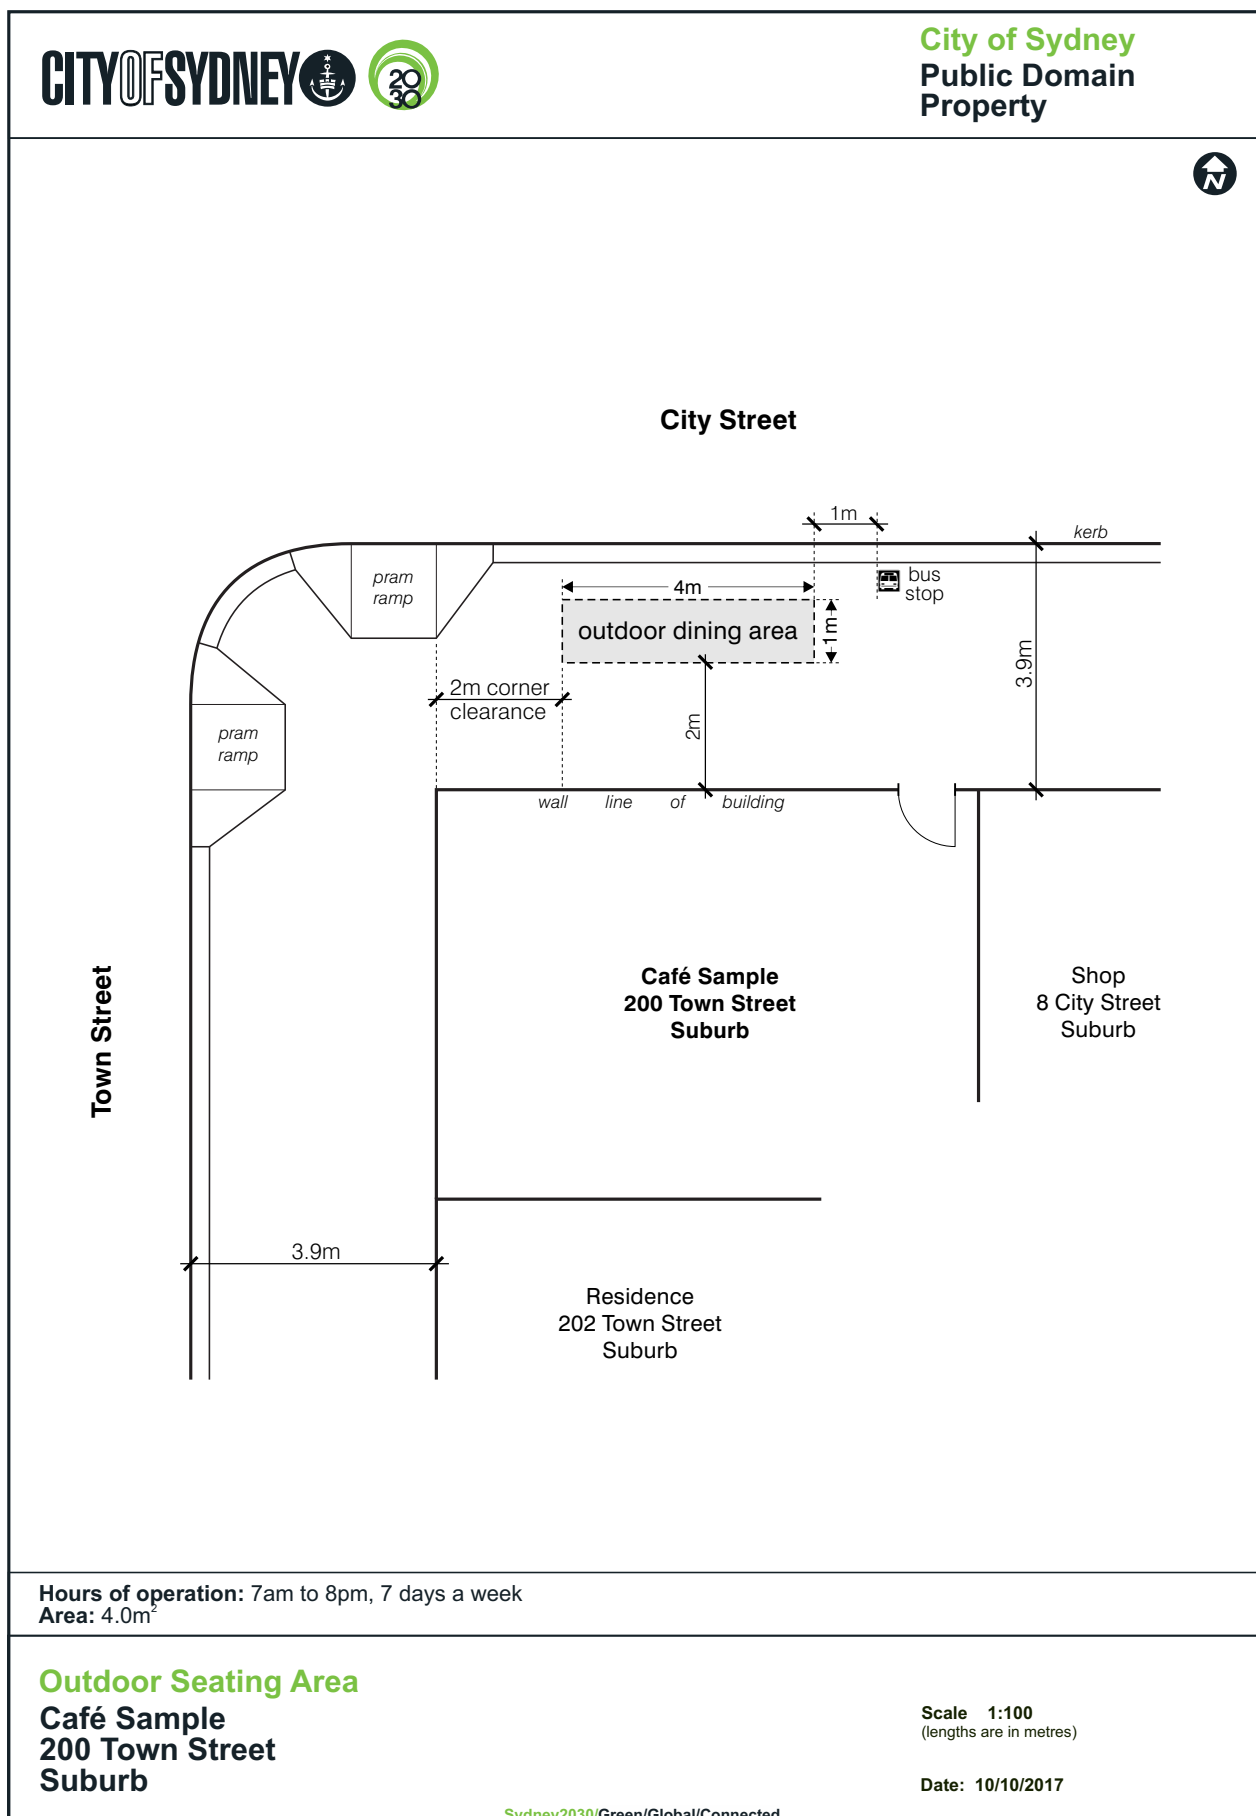 CITYOFSYDNEY
2030
City of Sydney
Public Domain
Property
N
City Street
1m
kerb
pram
ramp
4m
bus
stop
outdoor dining area
1m
3.9m
2m corner
clearance
2m
pram
ramp
wall line of building
Café Sample
200 Town Street
Suburb
Shop
8 City Street
Suburb
Town Street
3.9m
Residence
202 Town Street
Suburb
Hours of operation: 7am to 8pm, 7 days a week
Area: 4.0m²
Outdoor Seating Area
Café Sample
200 Town Street
Suburb
Scale 1:100
(lengths are in metres)
Date: 10/10/2017
Sydney2030/Green/Global/Connected